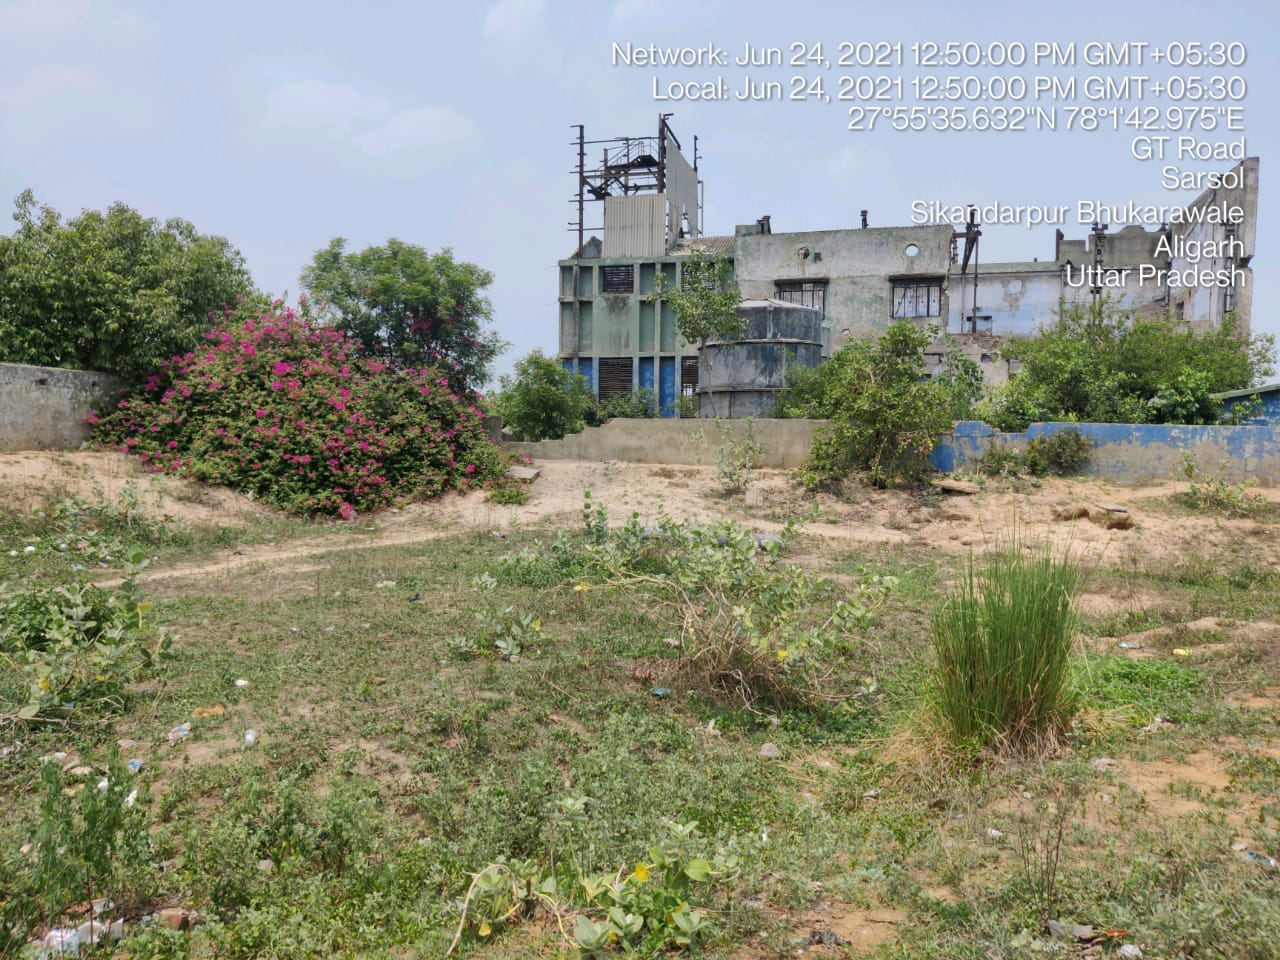 Network: Jun 24, 2021 12:50:00 PM GMT+05:30
Local: Jun 24, 2021 12:50:00 PM GMT+05:30
27°55'35.632"N 78°1'42.975"E
GT Road
Sarsol
Sikandarpur Bhukarawale
Aligarh
Uttar Pradesh